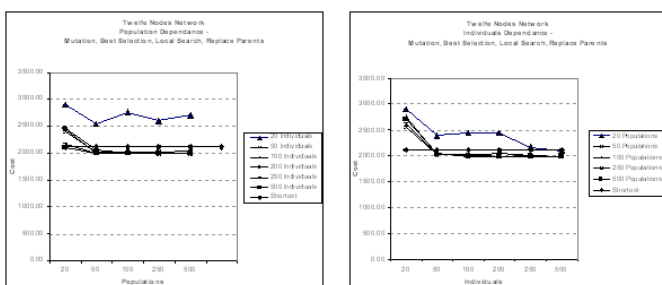 Twelfe Nodes Network
Population Dependance -
Mutation, Best Selection, Local Search, Replace Parents
3500.00
3000.00
2500.00
2000.00
1500.00
1000.00
500.00
0.00
Cost
20 50 100 250 500
Populations
20 Individuals
50 Individuals
100 Individuals
200 Individuals
250 Individuals
500 Individuals
Shortest
Twelfe Nodes Network
Individuals Dependance -
Mutation, Best Selection, Local Search, Replace Parents
3500.00
3000.00
2500.00
2000.00
1500.00
1000.00
500.00
0.00
Cost
20 50 100 200 250 500
Individuals
20 Populations
50 Populations
100 Populations
250 Populations
500 Populations
Shortest